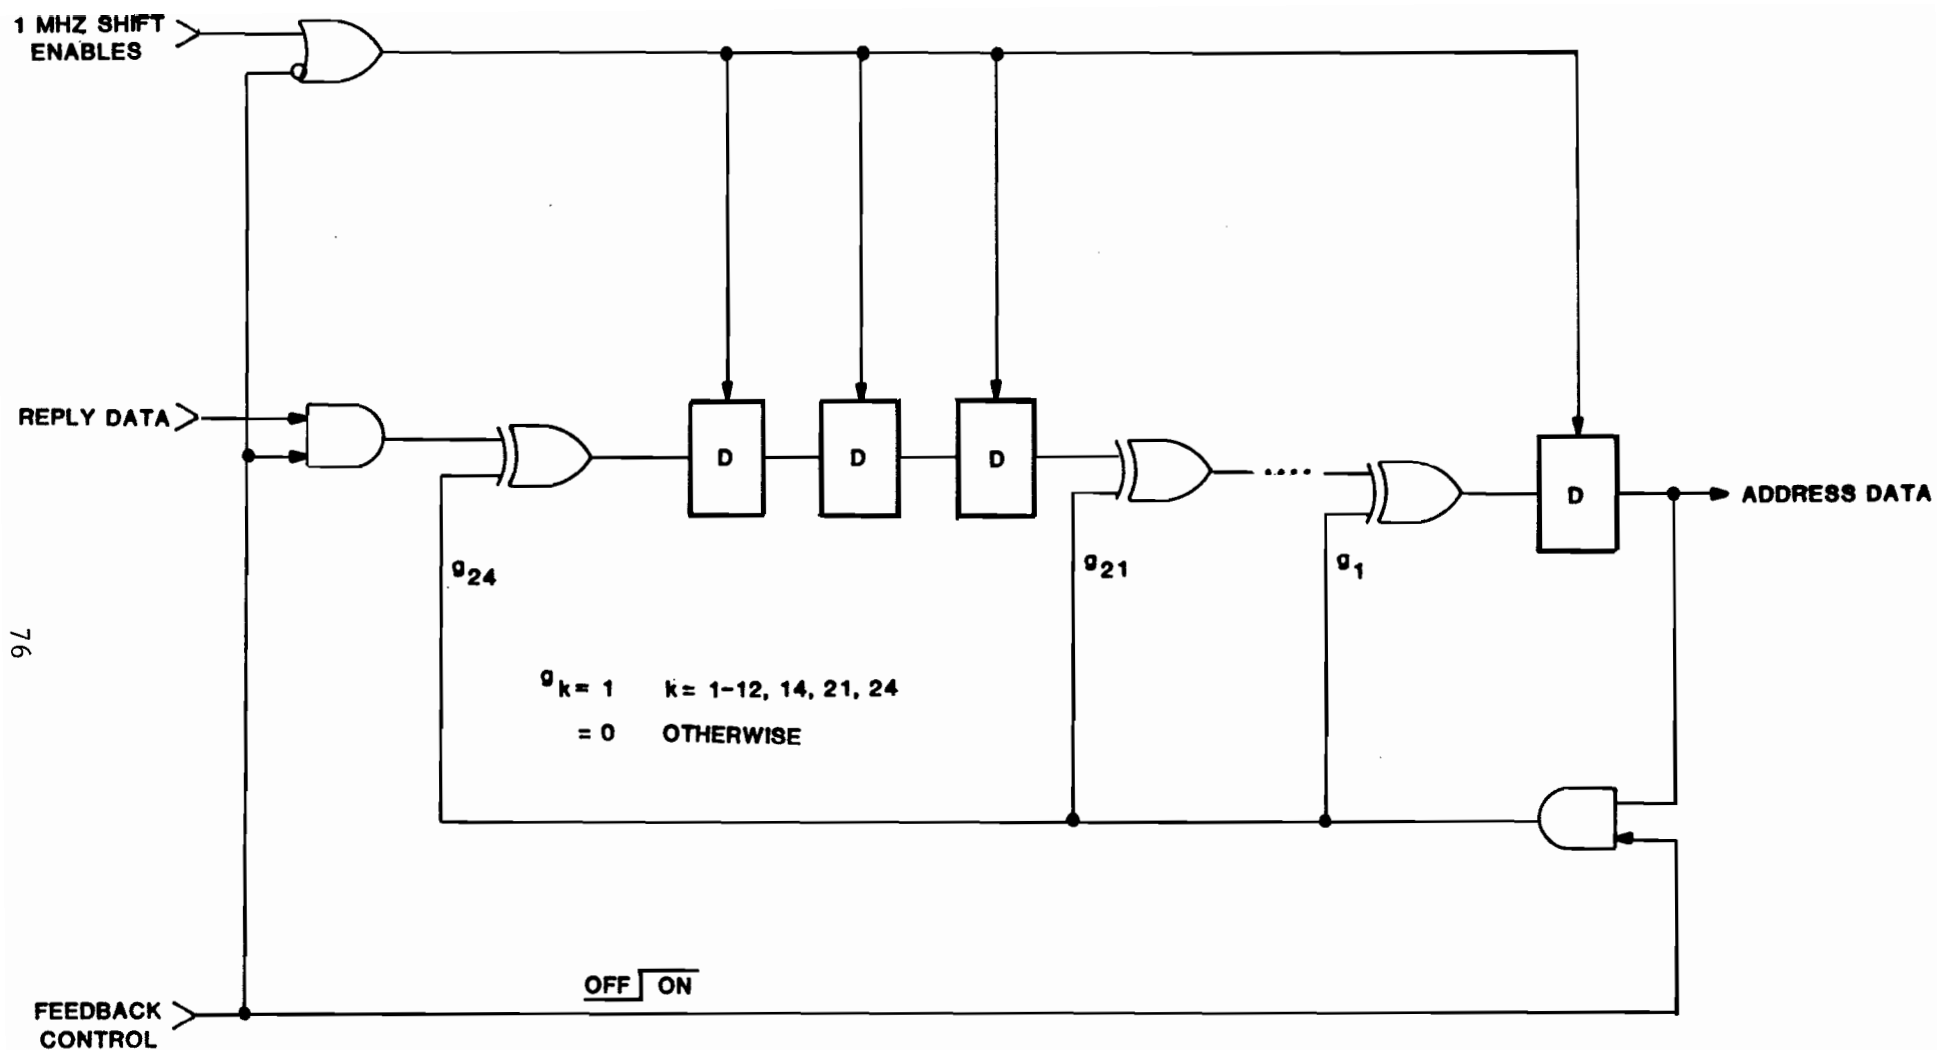 1 MHZ SHIFT
ENABLES
REPLY DATA
D
D
D
D
ADDRESS DATA
g24
g21
g1
gk= 1 k= 1-12, 14, 21, 24
= 0 OTHERWISE
76
OFF ON
FEEDBACK
CONTROL